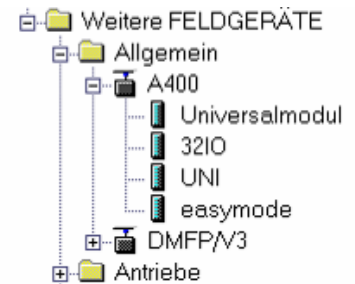 Weitere FELDGERÄTE
Allgemein
A400
Universalmodul
32IO
UNI
easymode
DMFP/V3
Antriebe